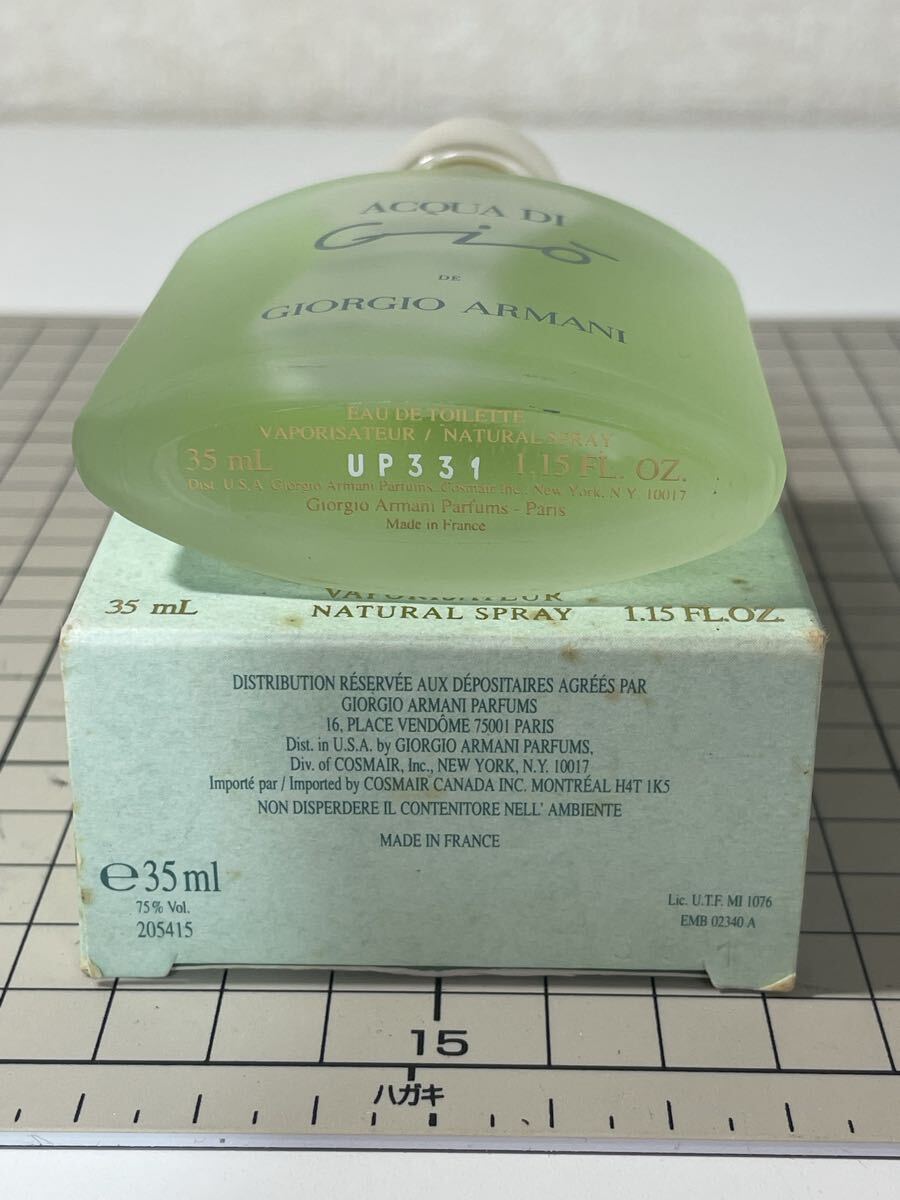 ACQUA DI
Giò
DE
GIORGIO ARMANI
EAU DE TOILETTE
VAPORISATEUR / NATURAL SPRAY
35 mL UP331 1.15 FL. OZ.
Dist. U.S.A. Giorgio Armani Parfums, Cosmair Inc., New York, N.Y. 10017
Giorgio Armani Parfums - Paris
Made in France
VAPORISATEUR
35 mL NATURAL SPRAY 1.15 FL.OZ.
DISTRIBUTION RÉSERVÉE AUX DÉPOSITAIRES AGRÉÉS PAR
GIORGIO ARMANI PARFUMS
16, PLACE VENDÔME 75001 PARIS
Dist. in U.S.A. by GIORGIO ARMANI PARFUMS,
Div. of COSMAIR, Inc., NEW YORK, N.Y. 10017
Importé par / Imported by COSMAIR CANADA INC. MONTRÉAL H4T 1K5
NON DISPERDERE IL CONTENITORE NELL' AMBIENTE
MADE IN FRANCE
℮35 ml
75% Vol.
205415
Lic. U.T.F. MI 1076
EMB 02340 A
15
ハガキ